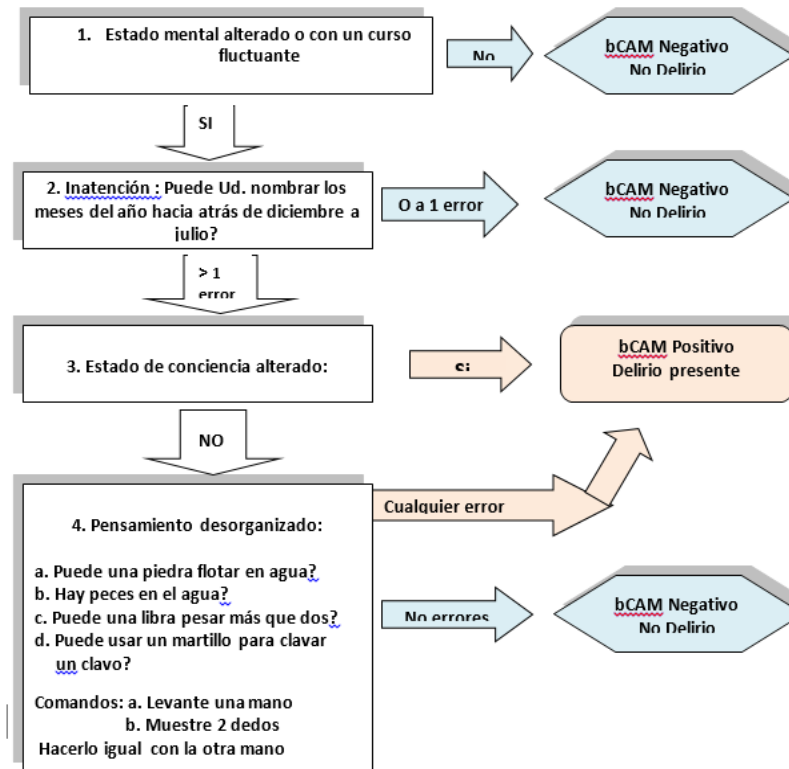 1. Estado mental alterado o con un curso
fluctuante
No
bCAM Negativo
No Delirio
SI
2. Inatención : Puede Ud. nombrar los
meses del año hacia atrás de diciembre a
julio?
O a 1 error
bCAM Negativo
No Delirio
> 1
error
3. Estado de conciencia alterado:
Si
bCAM Positivo
Delirio presente
NO
4. Pensamiento desorganizado:
Cualquier error
a. Puede una piedra flotar en agua?
b. Hay peces en el agua?
c. Puede una libra pesar más que dos?
d. Puede usar un martillo para clavar
un clavo?
No errores
bCAM Negativo
No Delirio
Comandos: a. Levante una mano
b. Muestre 2 dedos
Hacerlo igual con la otra mano